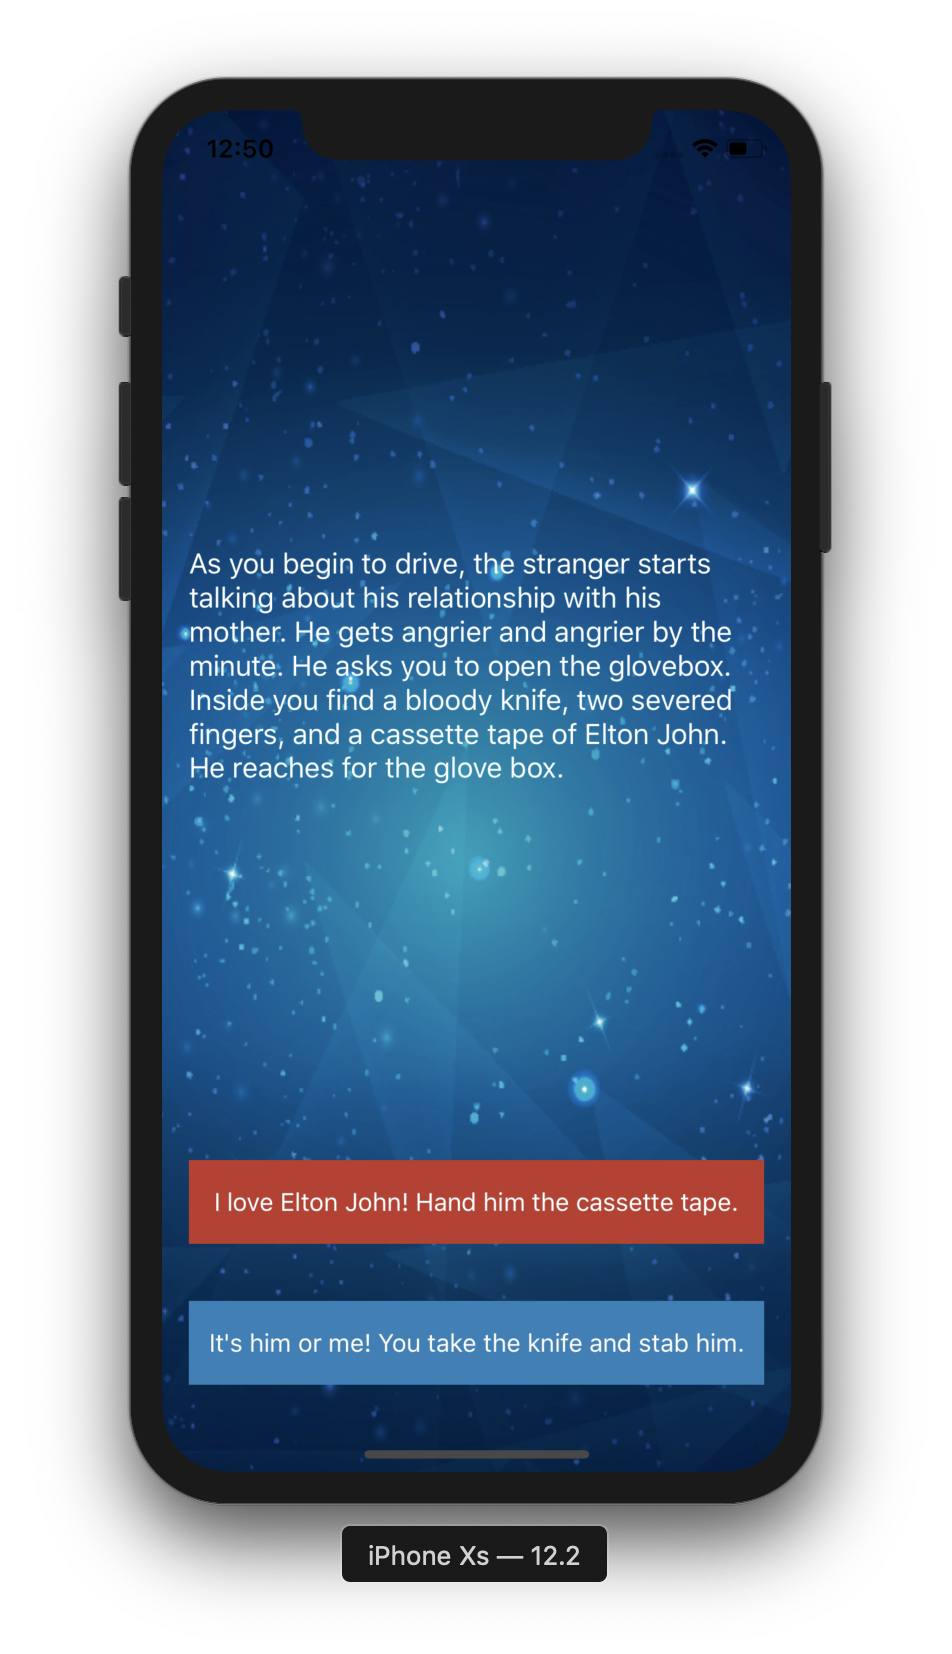 12:50
As you begin to drive, the stranger starts
talking about his relationship with his
mother. He gets angrier and angrier by the
minute. He asks you to open the glovebox.
Inside you find a bloody knife, two severed
fingers, and a cassette tape of Elton John.
He reaches for the glove box.
I love Elton John! Hand him the cassette tape.
It's him or me! You take the knife and stab him.
iPhone Xs — 12.2